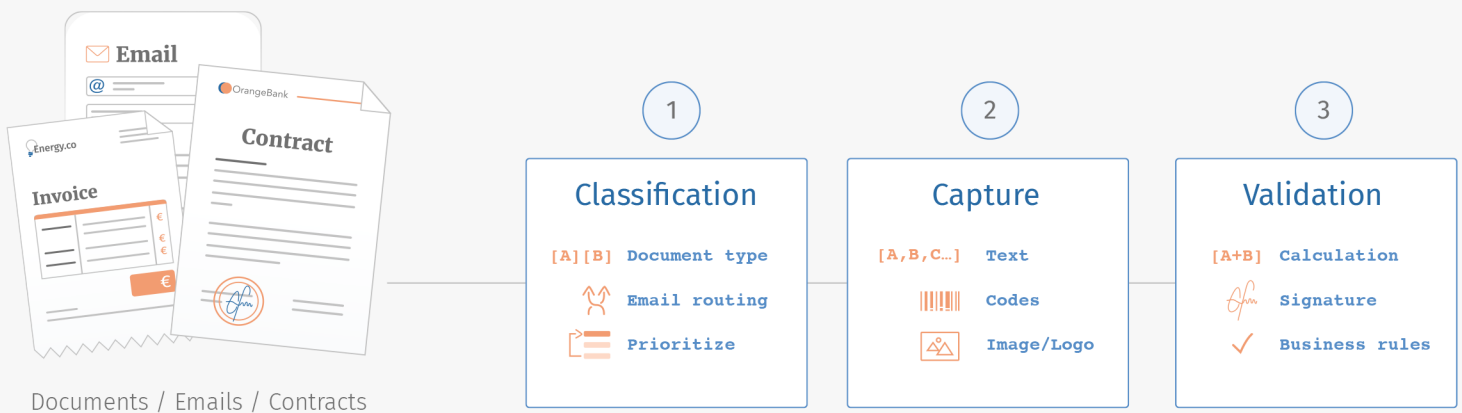 Email
@
OrangeBank
Contract
Energy.co
Invoice
€
€
€
€
Documents / Emails / Contracts
1
Classification
[A][B] Document type
Email routing
Prioritize
2
Capture
[A,B,C…] Text
Codes
Image/Logo
3
Validation
[A+B] Calculation
Signature
Business rules